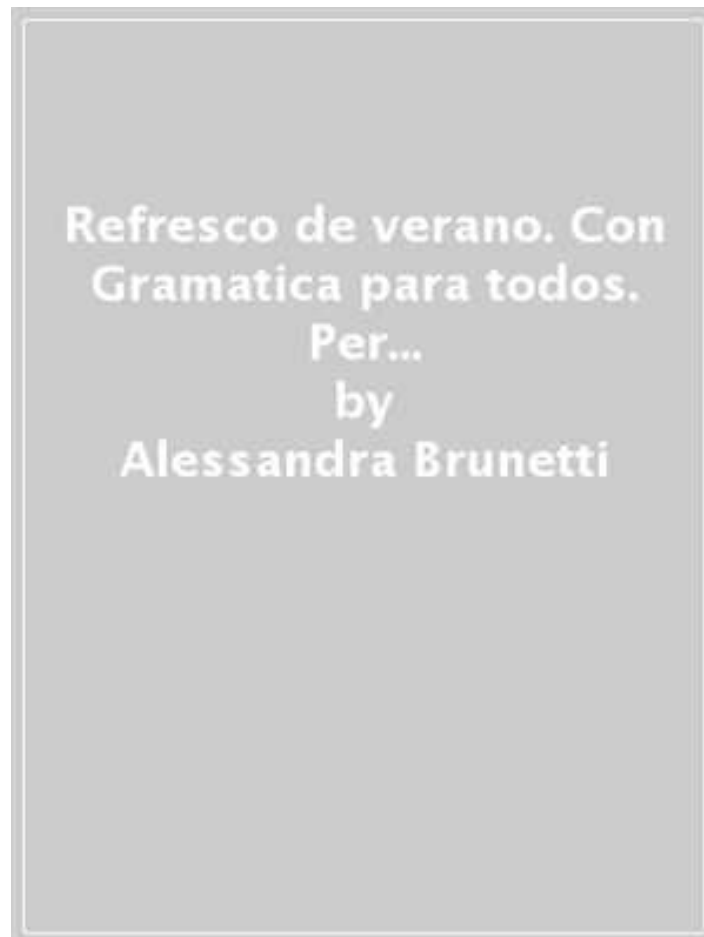 Refresco de verano. Con
Gramatica para todos.
Per...
by
Alessandra Brunetti